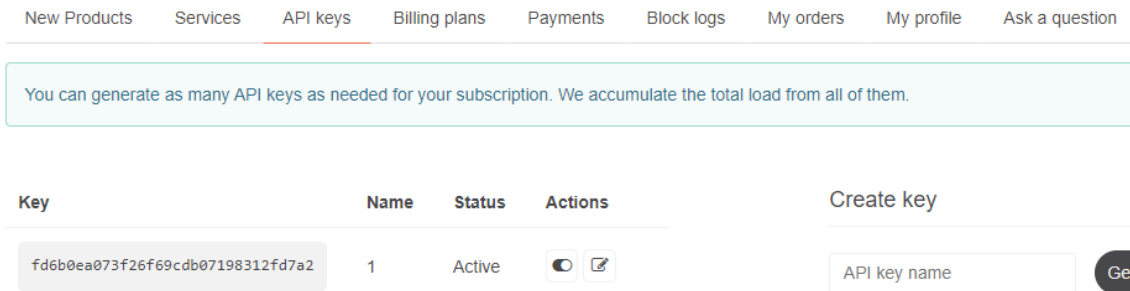 New Products Services API keys Billing plans Payments Block logs My orders My profile Ask a question
You can generate as many API keys as needed for your subscription. We accumulate the total load from all of them.
Key Name Status Actions
fd6b0ea073f26f69cdb07198312fd7a2 1 Active
Create key
API key name Ge